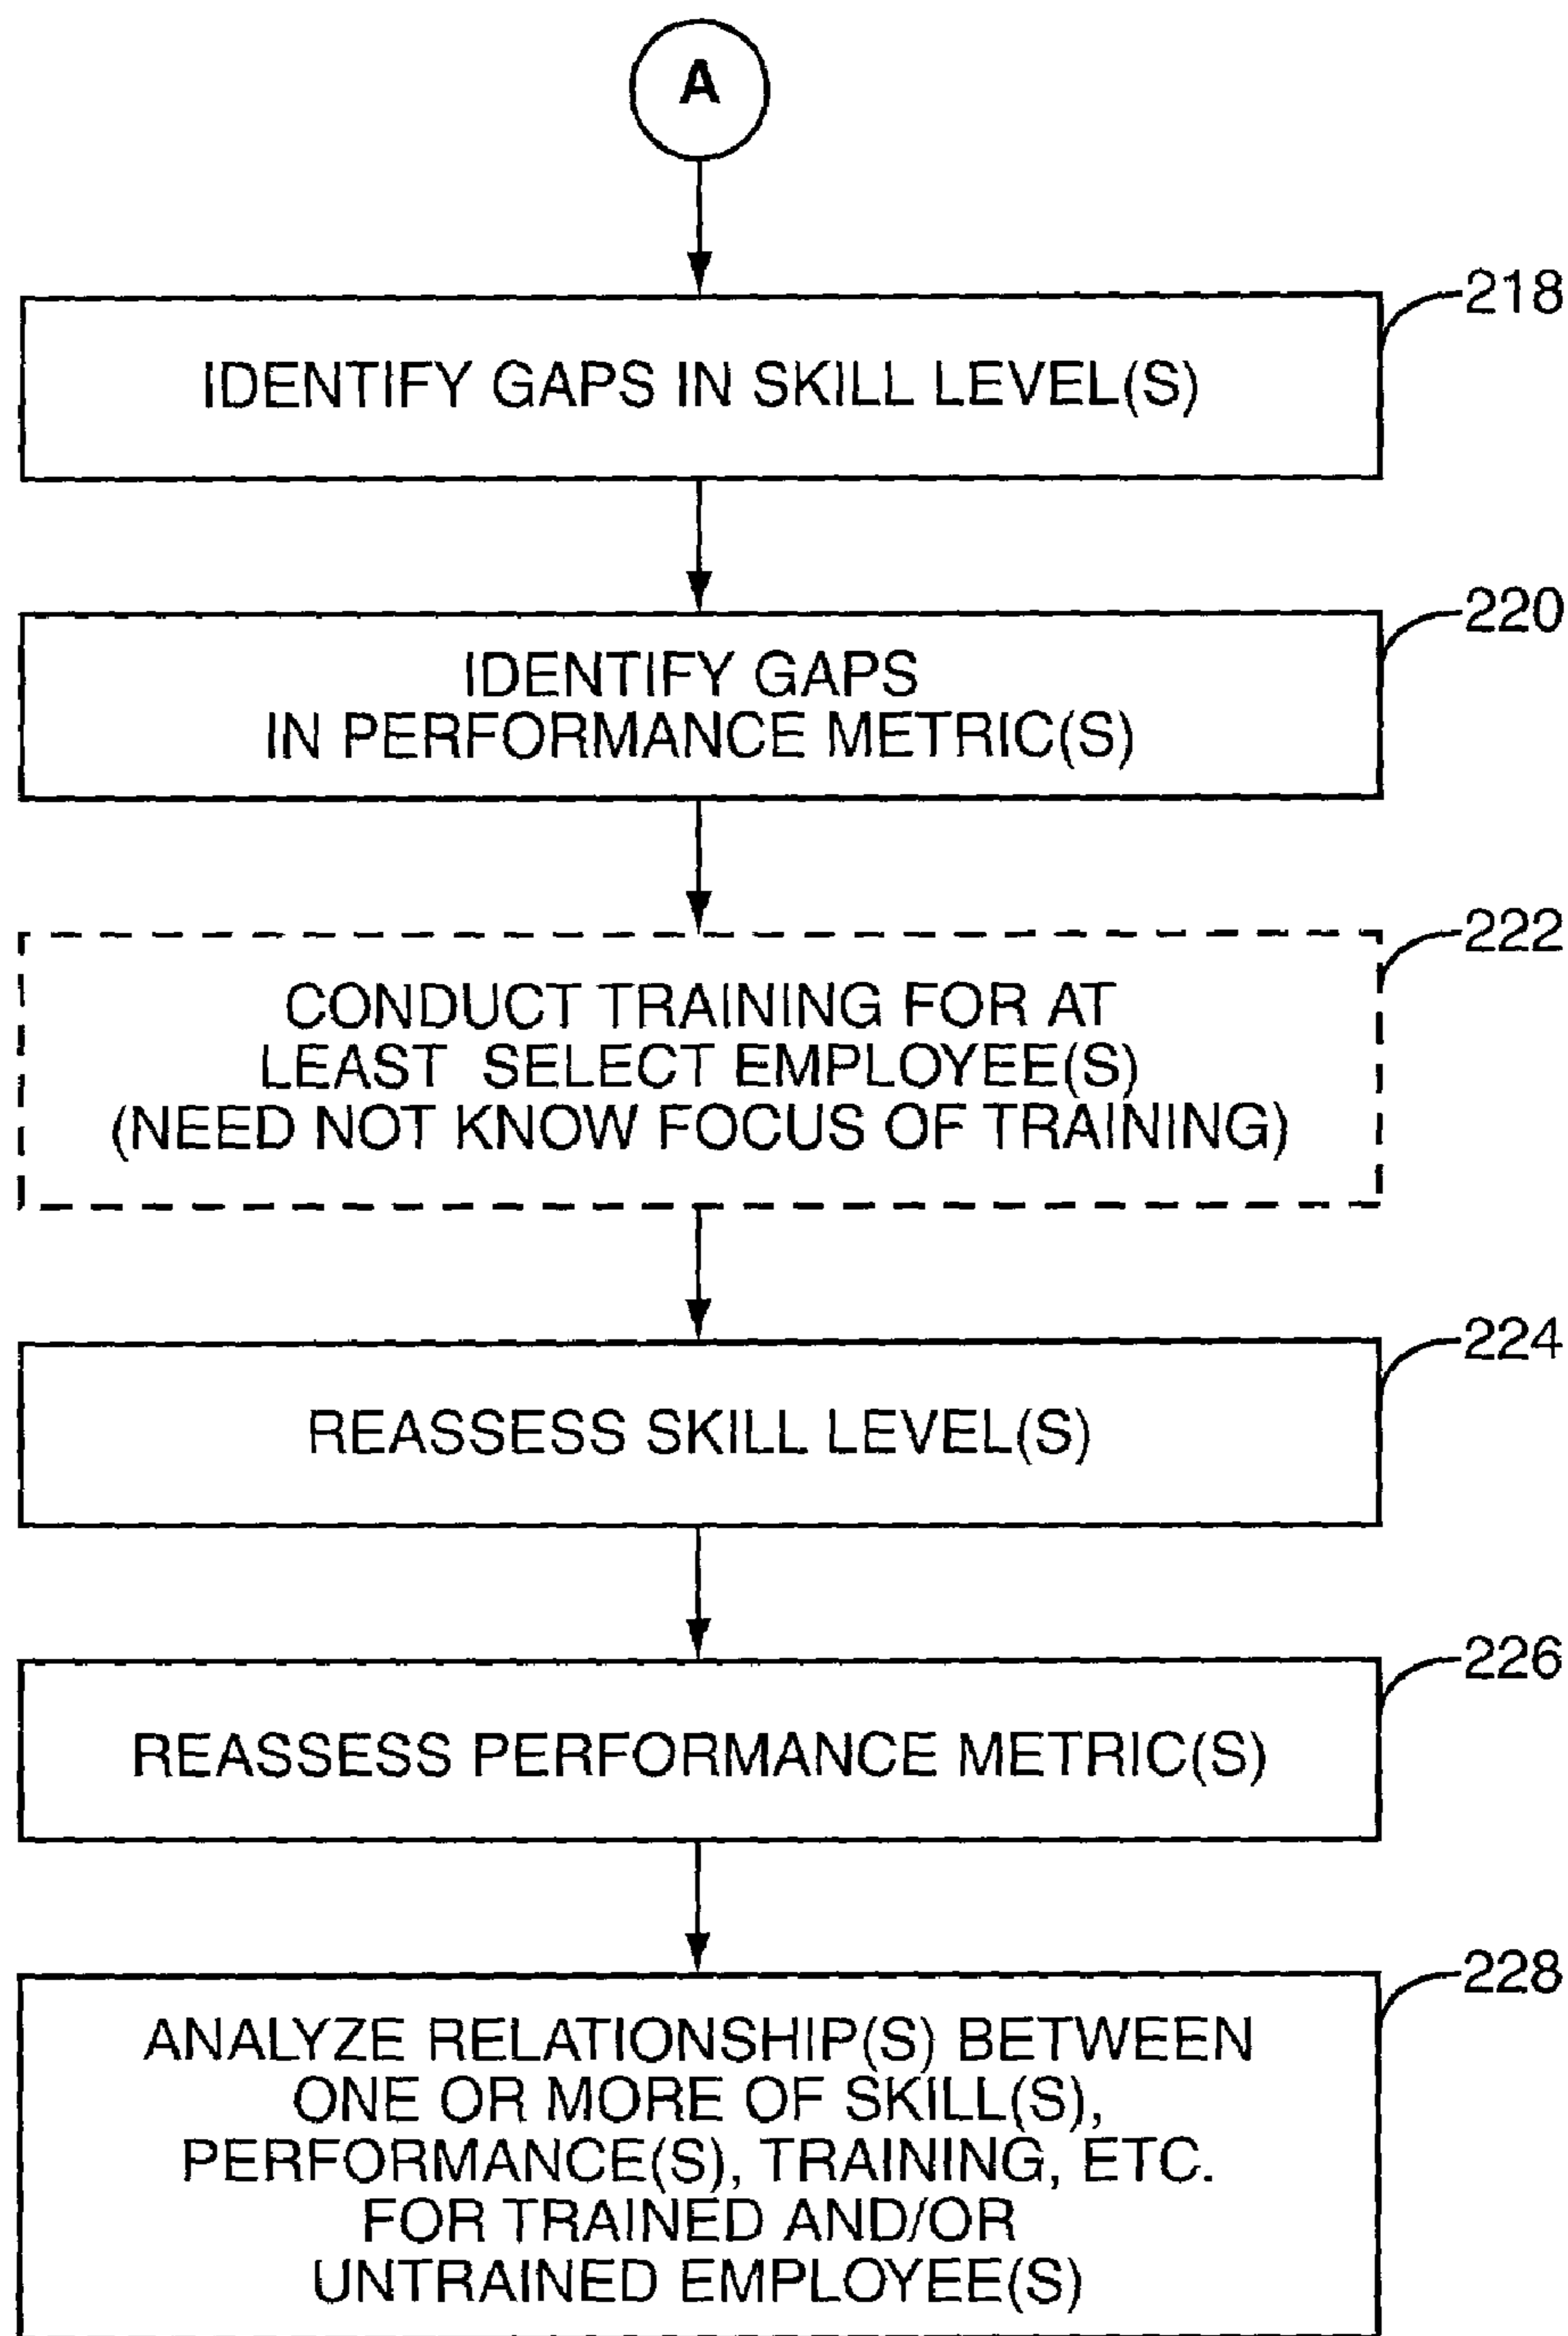 A
218
IDENTIFY GAPS IN SKILL LEVEL(S)
220
IDENTIFY GAPS
IN PERFORMANCE METRIC(S)
222
CONDUCT TRAINING FOR AT
LEAST SELECT EMPLOYEE(S)
(NEED NOT KNOW FOCUS OF TRAINING)
224
REASSESS SKILL LEVEL(S)
226
REASSESS PERFORMANCE METRIC(S)
228
ANALYZE RELATIONSHIP(S) BETWEEN
ONE OR MORE OF SKILL(S),
PERFORMANCE(S), TRAINING, ETC.
FOR TRAINED AND/OR
UNTRAINED EMPLOYEE(S)